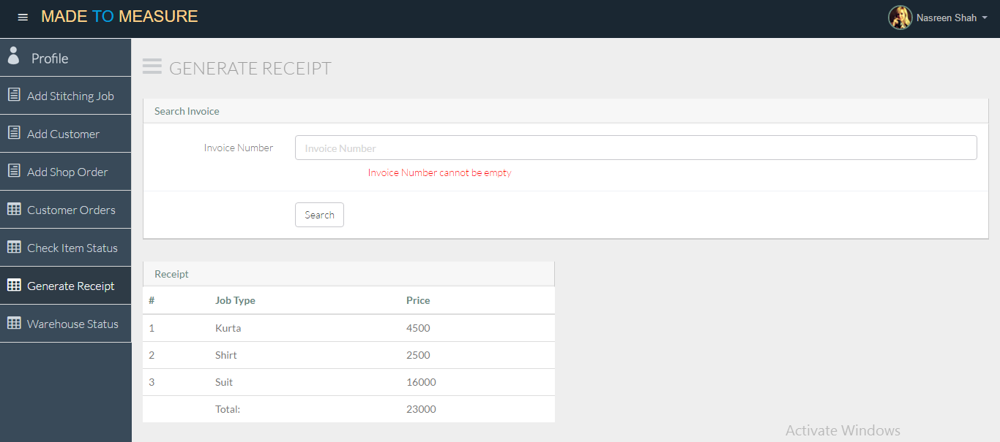 MADE TO MEASURE
Nasreen Shah
Profile
Add Stitching Job
Add Customer
Add Shop Order
Customer Orders
Check Item Status
Generate Receipt
Warehouse Status
GENERATE RECEIPT
Search Invoice
Invoice Number Invoice Number
Invoice Number cannot be empty
Search
Receipt
# Job Type Price
1 Kurta 4500
2 Shirt 2500
3 Suit 16000
Total: 23000
Activate Windows